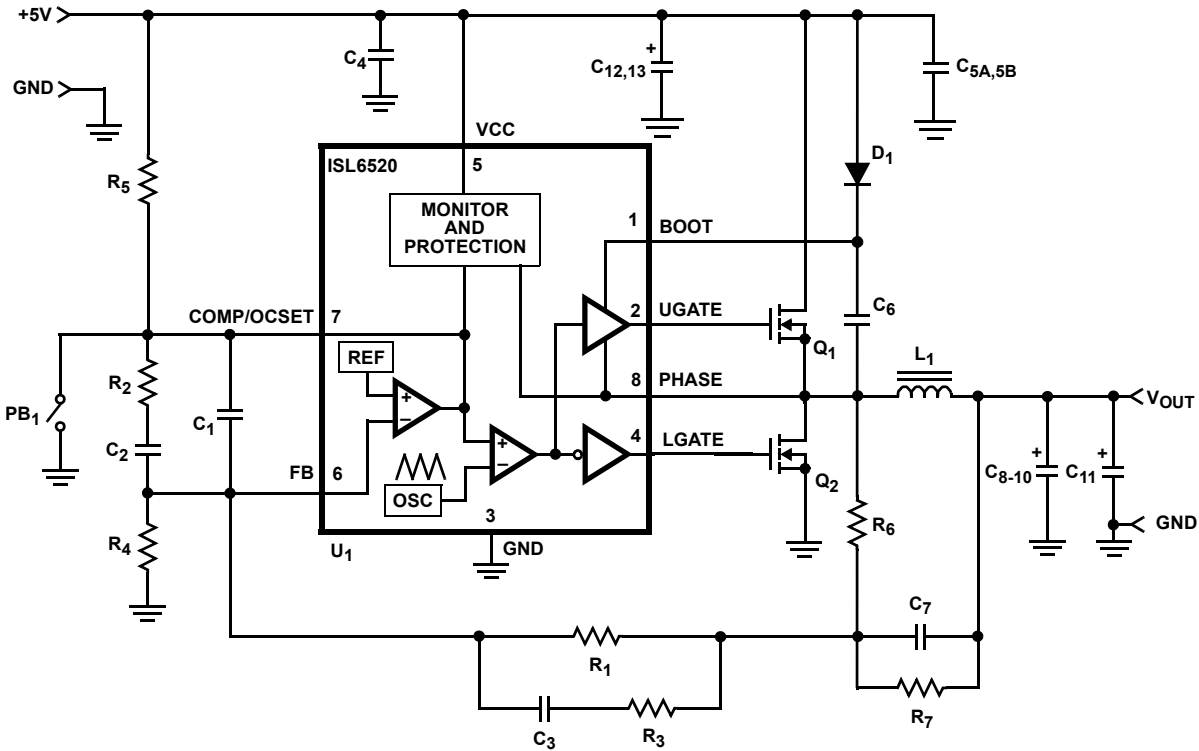 +5V
GND
C4
C12,13
+
C5A,5B
VCC
ISL6520
5
R5
MONITOR
AND
PROTECTION
D1
1
BOOT
COMP/OCSET
7
2
UGATE
C6
REF
Q1
L1
R2
PB1
C1
C2
+
−
8
PHASE
VOUT
+
−
4
LGATE
FB
6
OSC
Q2
+
C8-10
+
C11
3
R6
GND
R4
U1
GND
C7
R1
R7
C3
R3